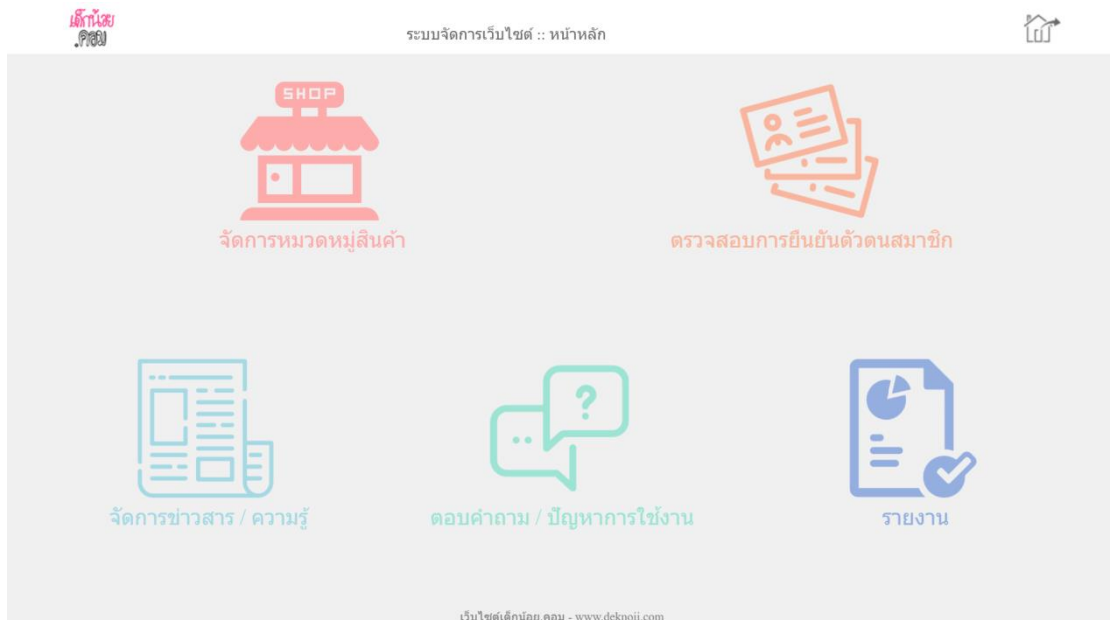 เด็กน้อย
.คอม
ระบบจัดการเว็บไซต์ :: หน้าหลัก
SHOP
จัดการหมวดหมู่สินค้า
ตรวจสอบการยืนยันตัวตนสมาชิก
จัดการข่าวสาร / ความรู้
ตอบคำถาม / ปัญหาการใช้งาน
รายงาน
เว็บไซต์เด็กน้อย.คอม - www.deknoii.com